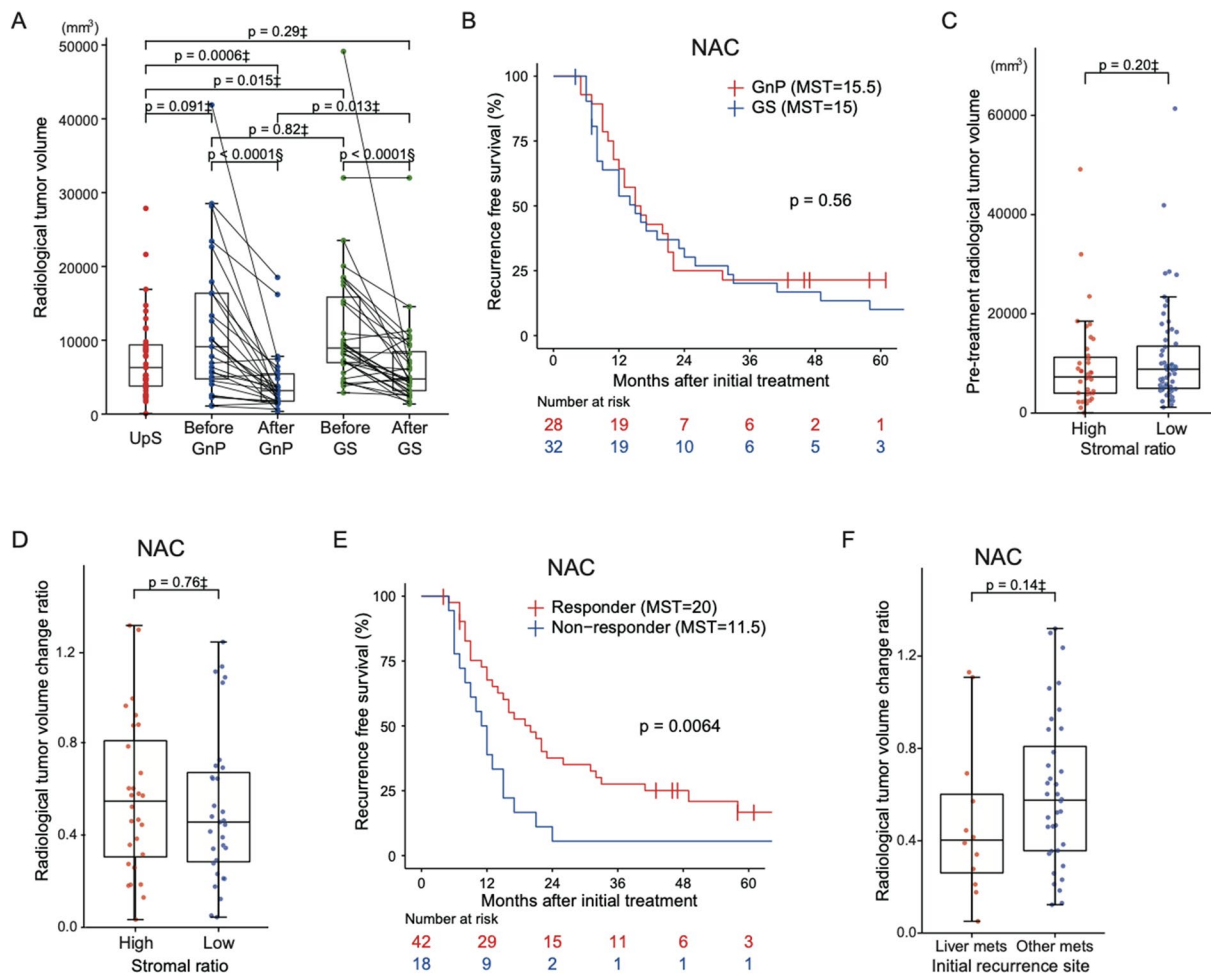 A
(mm³)
Radiological tumor volume
50000
40000
30000
20000
10000
0
p = 0.29‡
p = 0.0006‡
p = 0.015‡
p = 0.091‡
p = 0.013‡
p = 0.82‡
p < 0.0001§
p < 0.0001§
UpS
Before GnP
After GnP
Before GS
After GS
B
NAC
Recurrence free survival (%)
100
75
50
25
0
GnP (MST=15.5)
GS (MST=15)
p = 0.56
0 12 24 36 48 60
Months after initial treatment
Number at risk
28 19 7 6 2 1
32 19 10 6 5 3
C
(mm³)
Pre-treatment radiological tumor volume
60000
40000
20000
0
p = 0.20‡
High Low
Stromal ratio
D
NAC
Radiological tumor volume change ratio
1.2
0.8
0.4
0.0
p = 0.76‡
High Low
Stromal ratio
E
NAC
Recurrence free survival (%)
100
75
50
25
0
Responder (MST=20)
Non−responder (MST=11.5)
p = 0.0064
0 12 24 36 48 60
Months after initial treatment
Number at risk
42 29 15 11 6 3
18 9 2 1 1 1
F
NAC
Radiological tumor volume change ratio
1.2
0.8
0.4
0.0
p = 0.14‡
Liver mets Other mets
Initial recurrence site